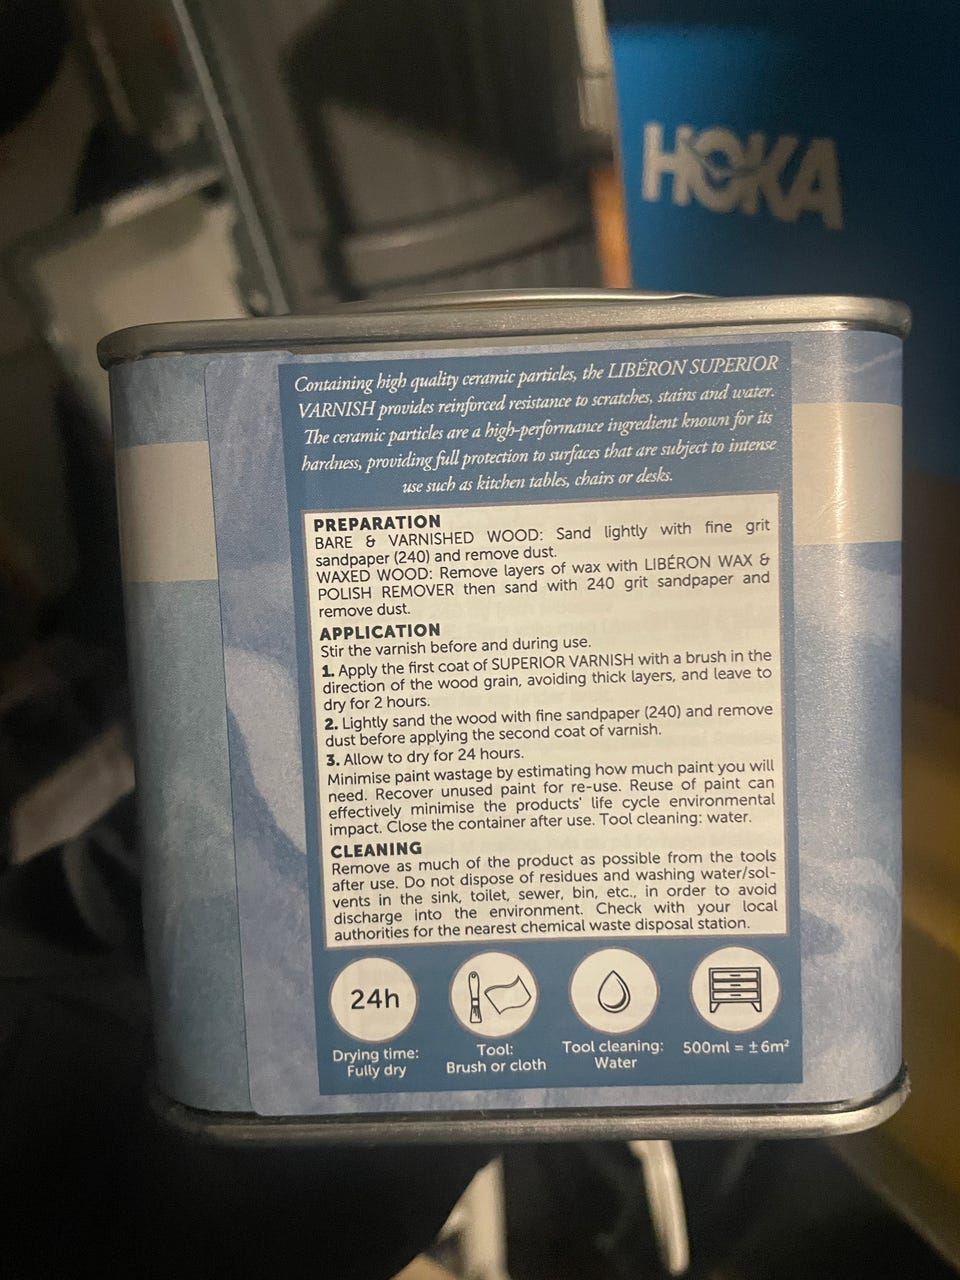 HOKA
Containing high quality ceramic particles, the LIBÉRON SUPERIOR
VARNISH provides reinforced resistance to scratches, stains and water.
The ceramic particles are a high-performance ingredient known for its
hardness, providing full protection to surfaces that are subject to intense
use such as kitchen tables, chairs or desks.
PREPARATION
BARE & VARNISHED WOOD: Sand lightly with fine grit
sandpaper (240) and remove dust.
WAXED WOOD: Remove layers of wax with LIBÉRON WAX &
POLISH REMOVER then sand with 240 grit sandpaper and
remove dust.
APPLICATION
Stir the varnish before and during use.
1. Apply the first coat of SUPERIOR VARNISH with a brush in the
direction of the wood grain, avoiding thick layers, and leave to
dry for 2 hours.
2. Lightly sand the wood with fine sandpaper (240) and remove
dust before applying the second coat of varnish.
3. Allow to dry for 24 hours.
Minimise paint wastage by estimating how much paint you will
need. Recover unused paint for re-use. Reuse of paint can
effectively minimise the products' life cycle environmental
impact. Close the container after use. Tool cleaning: water.
CLEANING
Remove as much of the product as possible from the tools
after use. Do not dispose of residues and washing water/sol-
vents in the sink, toilet, sewer, bin, etc., in order to avoid
discharge into the environment. Check with your local
authorities for the nearest chemical waste disposal station.
24h
Drying time:
Fully dry
Tool:
Brush or cloth
Tool cleaning:
Water
500ml = ±6m²